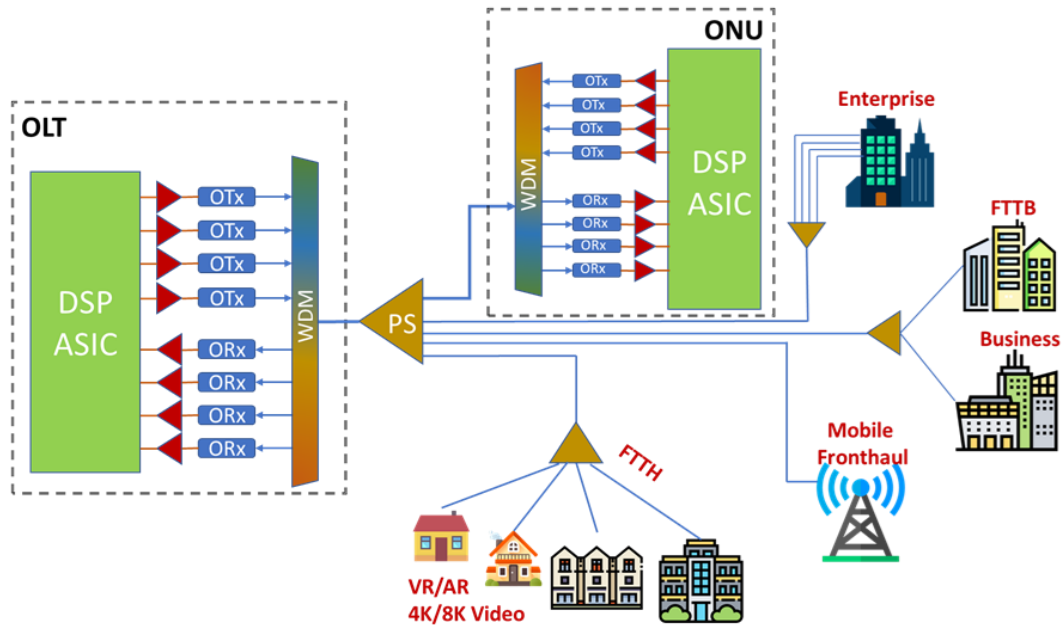 OLT
DSP
ASIC
OTx
OTx
OTx
OTx
ORx
ORx
ORx
ORx
WDM
PS
ONU
WDM
OTx
OTx
OTx
OTx
ORx
ORx
ORx
ORx
DSP
ASIC
Enterprise
FTTB
Business
Mobile
Fronthaul
FTTH
VR/AR
4K/8K Video